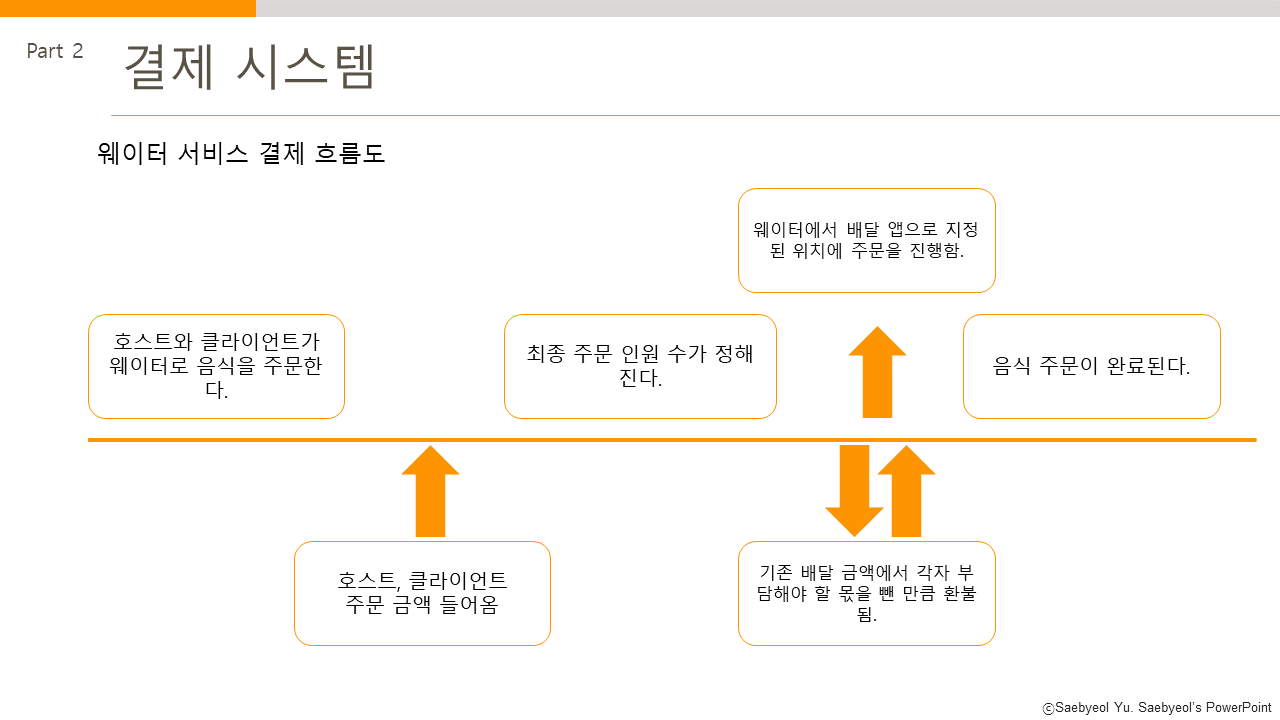 Part 2
결제 시스템
웨이터 서비스 결제 흐름도
웨이터에서 배달 앱으로 지정
된 위치에 주문을 진행함.
호스트와 클라이언트가
웨이터로 음식을 주문한
다.
최종 주문 인원 수가 정해
진다.
음식 주문이 완료된다.
호스트, 클라이언트
주문 금액 들어옴
기존 배달 금액에서 각자 부
담해야 할 몫을 뺀 만큼 환불
됨.
ⓒSaebyeol Yu. Saebyeol's PowerPoint